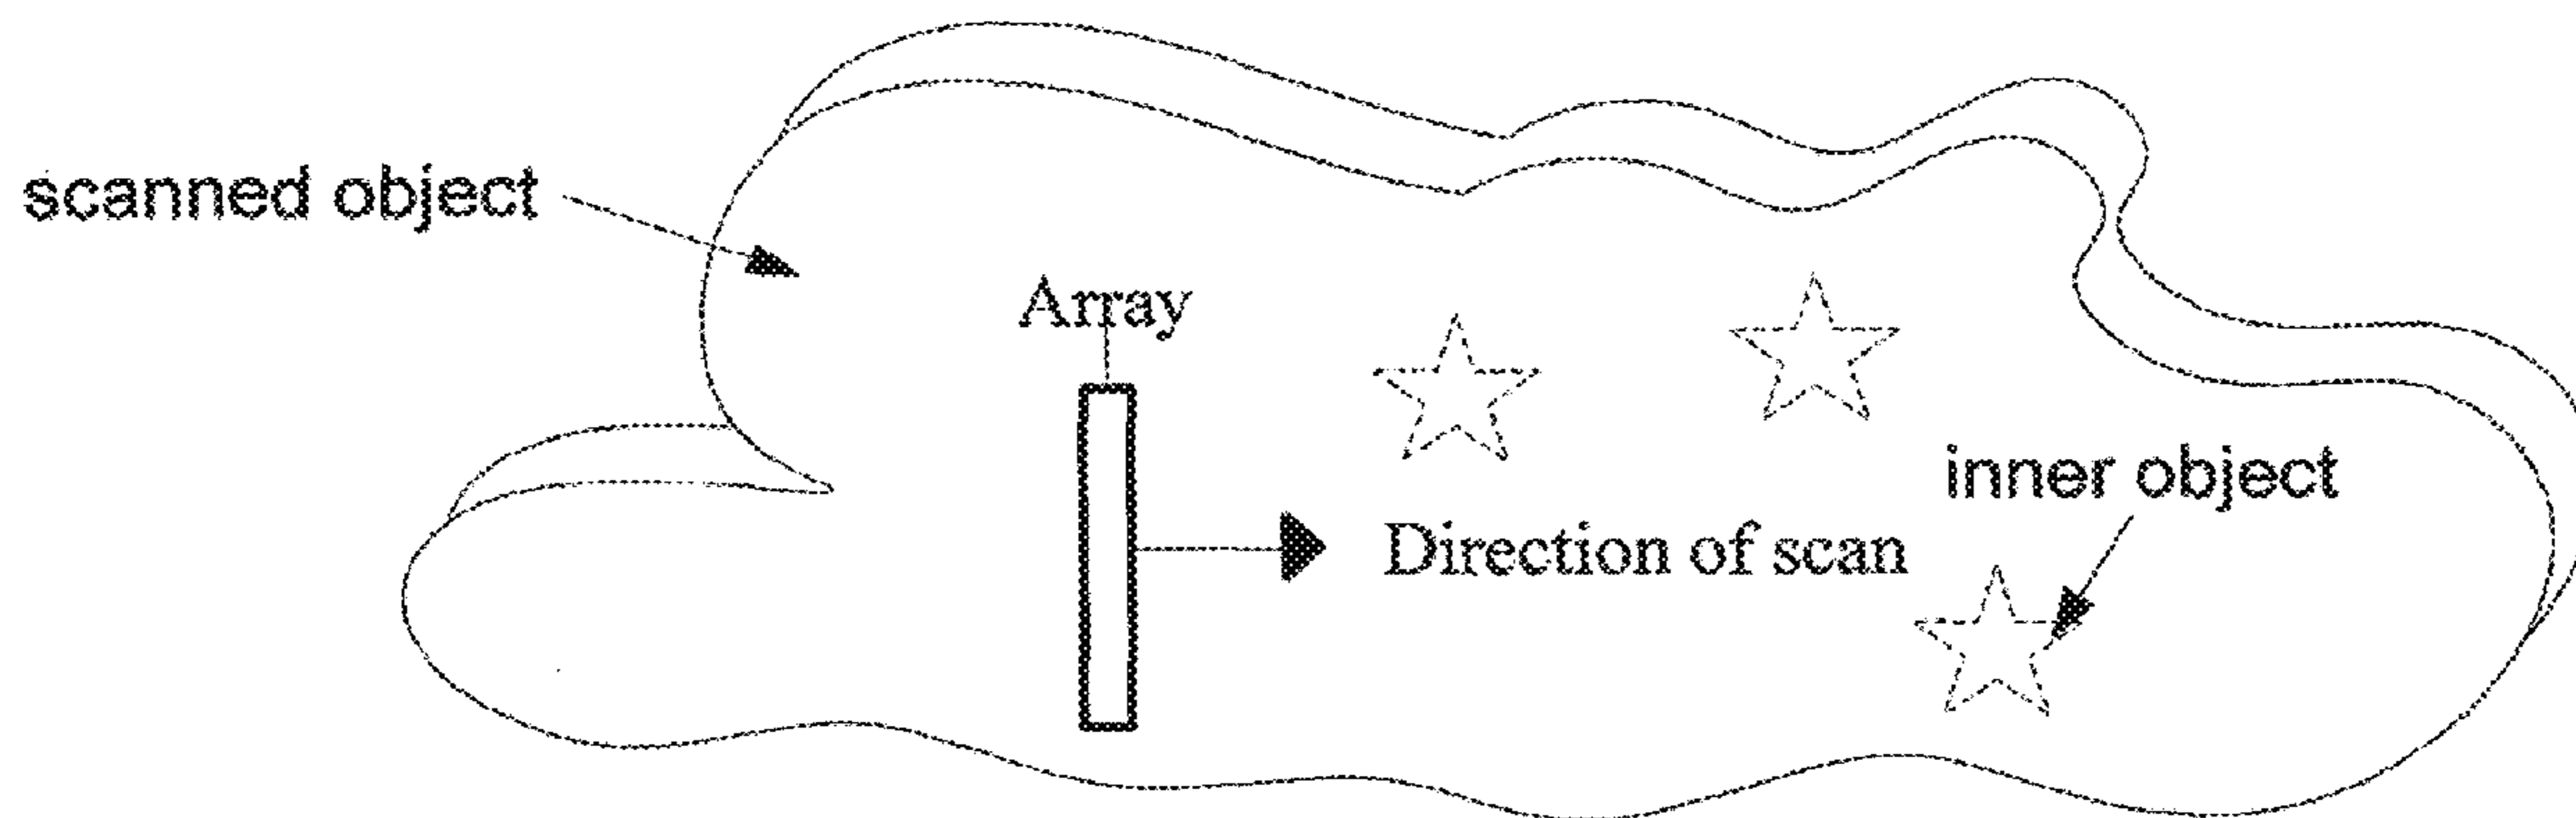 scanned object
Array
inner object
Direction of scan